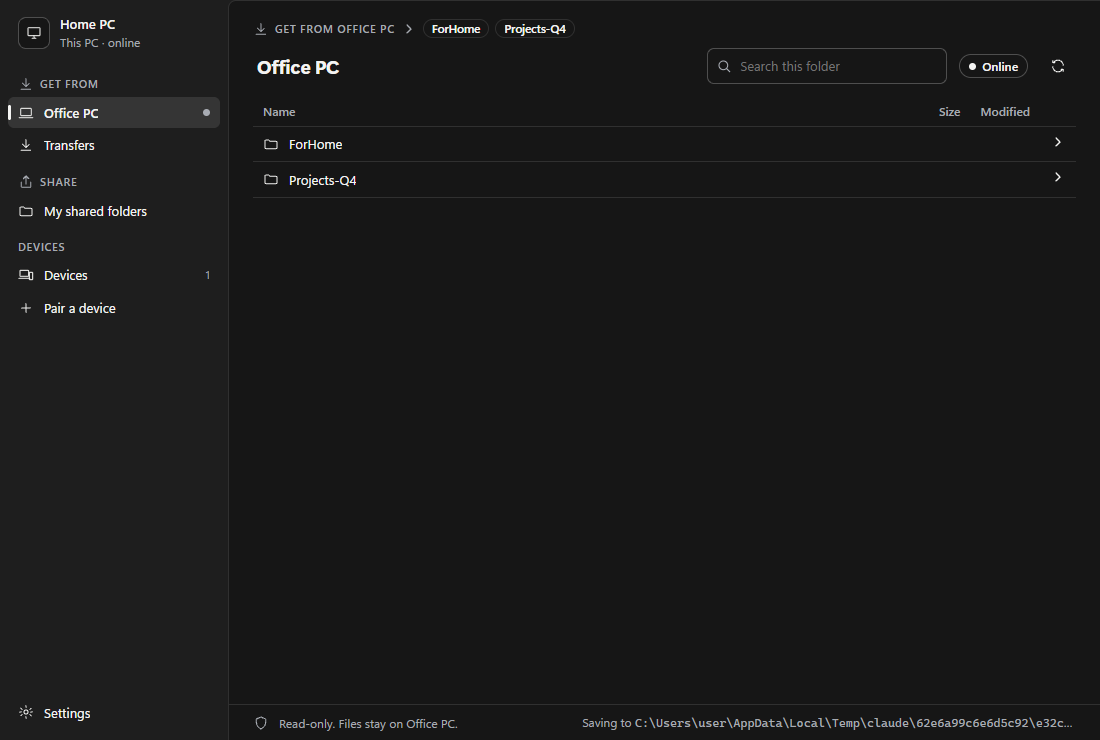 Home PC
This PC · online
GET FROM
Office PC
Transfers
SHARE
My shared folders
DEVICES
Devices 1
Pair a device
Settings
GET FROM OFFICE PC ForHome Projects-Q4
Office PC
Search this folder
Online
Name Size Modified
ForHome
Projects-Q4
Read-only. Files stay on Office PC.
Saving to C:\Users\user\AppData\Local\Temp\claude\62e6a99c6e6d5c92\e32c…